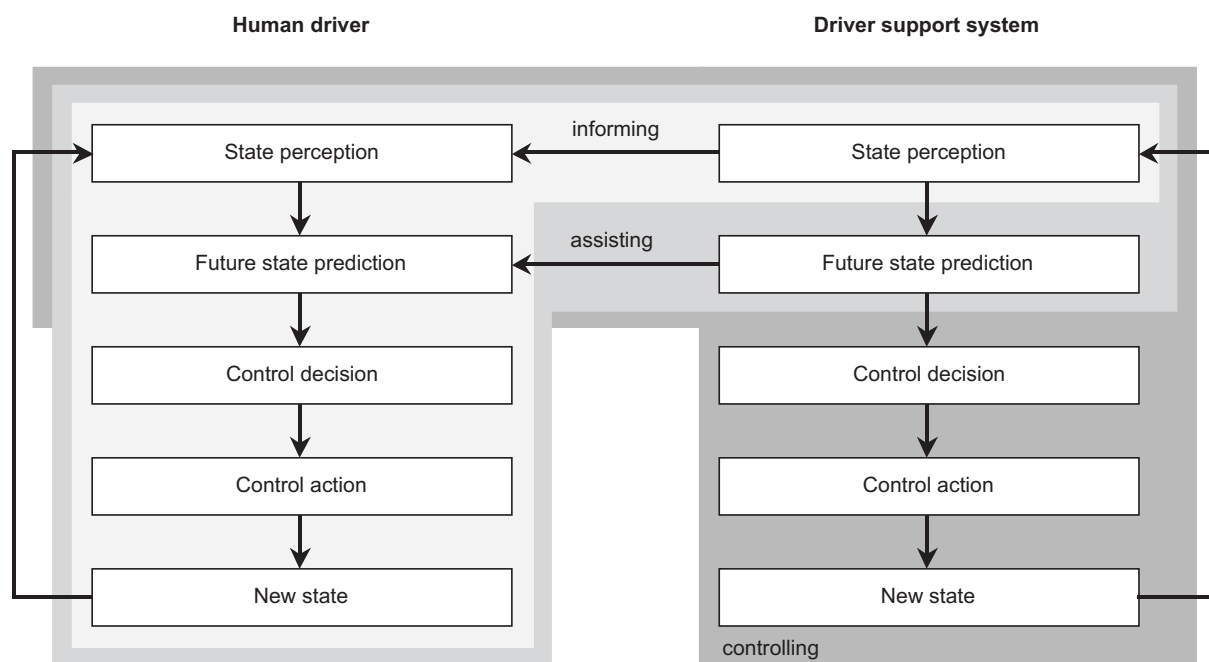 Human driver
Driver support system
State perception
informing
State perception
Future state prediction
assisting
Future state prediction
Control decision
Control decision
Control action
Control action
New state
New state
controlling